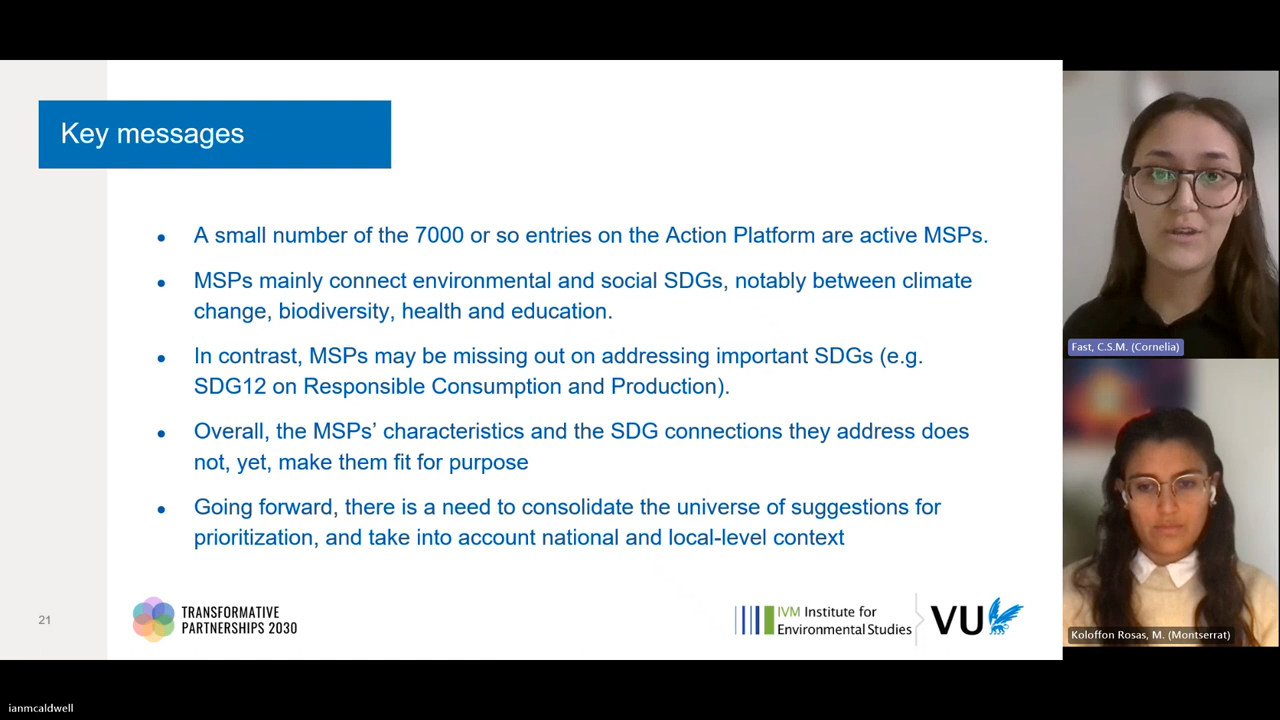 Key messages
● A small number of the 7000 or so entries on the Action Platform are active MSPs.
● MSPs mainly connect environmental and social SDGs, notably between climate
change, biodiversity, health and education.
● In contrast, MSPs may be missing out on addressing important SDGs (e.g.
SDG12 on Responsible Consumption and Production).
● Overall, the MSPs’ characteristics and the SDG connections they address does
not, yet, make them fit for purpose
● Going forward, there is a need to consolidate the universe of suggestions for
prioritization, and take into account national and local-level context
21
TRANSFORMATIVE
PARTNERSHIPS 2030
IVM Institute for
Environmental Studies
VU
Fast, C.S.M. (Cornelia)
Koloffon Rosas, M. (Montserrat)
ianmcaldwell